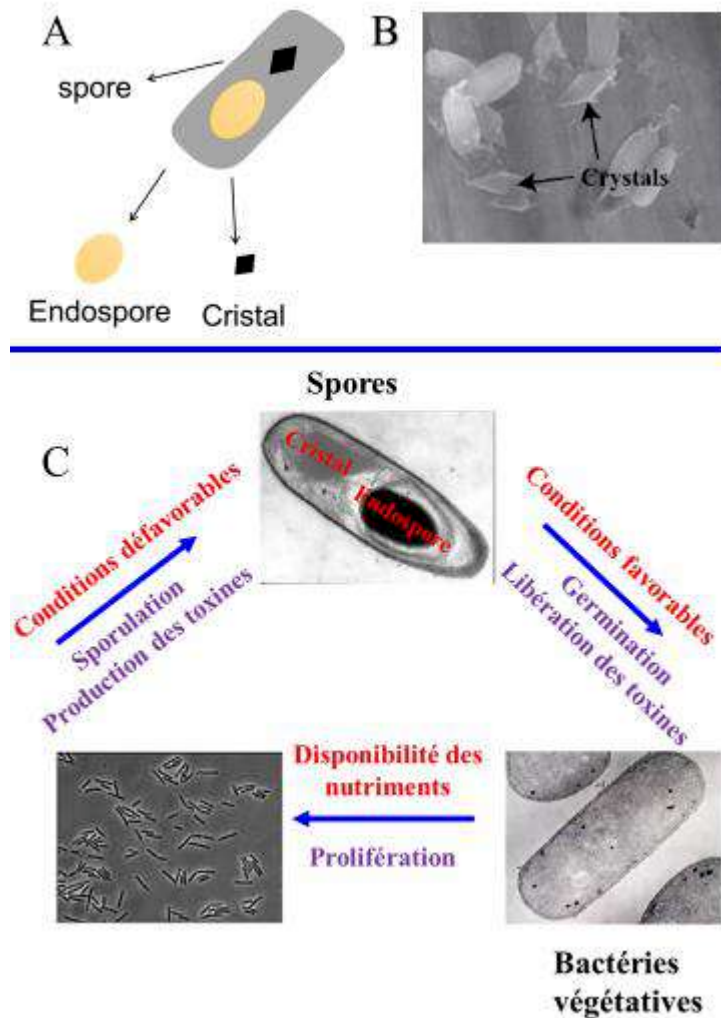 A
spore
Endospore
Cristal
B
Crystals
Spores
C
Cristal
Endospore
Conditions défavorables
Sporulation
Production des toxines
Conditions favorables
Germination
Libération des toxines
Disponibilité des
nutriments
Prolifération
Bactéries
végétatives